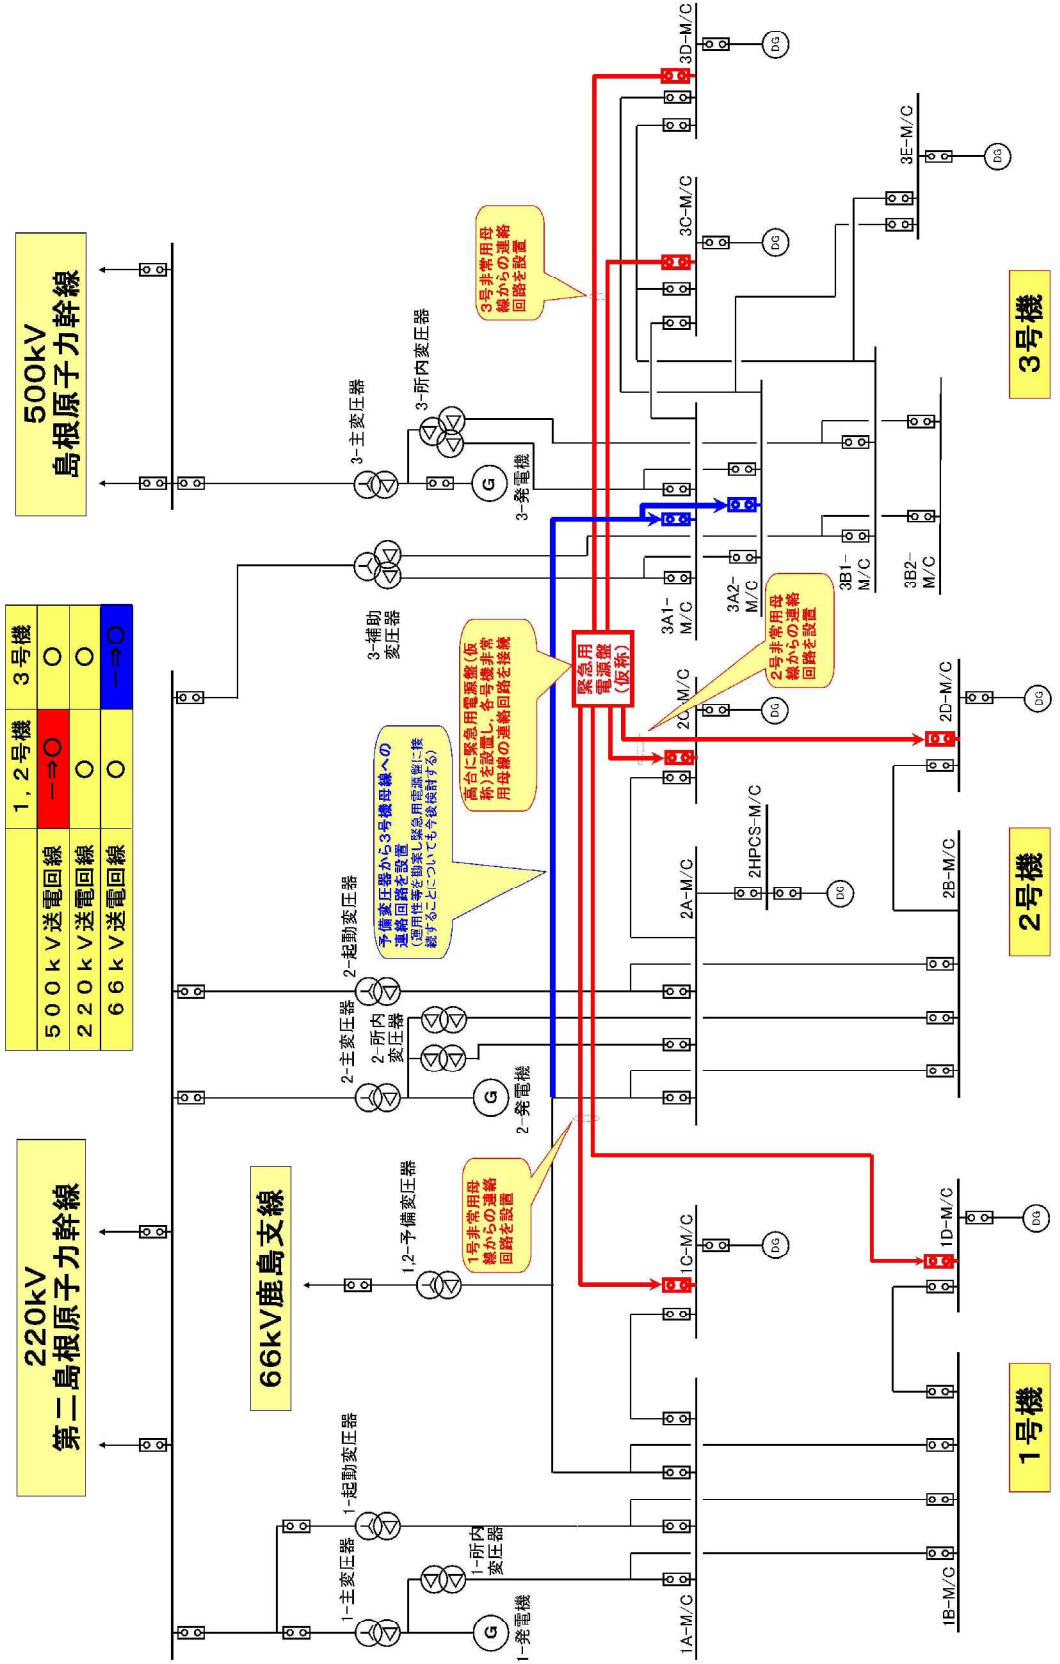 1,2号機 3号機
500kV送電回線 －⇒○ ○
220kV送電回線 ○ ○
66kV送電回線 ○ －⇒○
220kV
第二島根原子力幹線
500kV
島根原子力幹線
66kV鹿島支線
1-主変圧器
1-起動変圧器
1-所内
変圧器
G
1-発電機
1,2-予備変圧器
2-主変圧器
2-起動変圧器
2-所内
変圧器
G
2-発電機
3-補助
変圧器
3-主変圧器
3-所内変圧器
G
3-発電機
予備変圧器から3号機母線への
連絡回路を設置
(運用性等を勘案し緊急用電源盤に接
続することについても今後検討する)
高台に緊急用電源盤(仮
称)を設置し、各号機非常
用母線の連絡回路を接続
1号非常用母
線からの連絡
回路を設置
2号非常用母
線からの連絡
回路を設置
3号非常用母
線からの連絡
回路を設置
緊急用
電源盤
(仮称)
1A-M/C
1C-M/C
DG
2A-M/C
2HPCS-M/C
DG
2C-M/C
DG
3A1-
M/C
3A2-
M/C
3B1-
M/C
3B2-
M/C
3C-M/C
DG
3D-M/C
DG
3E-M/C
DG
1B-M/C
1D-M/C
DG
2B-M/C
2D-M/C
DG
1号機
2号機
3号機